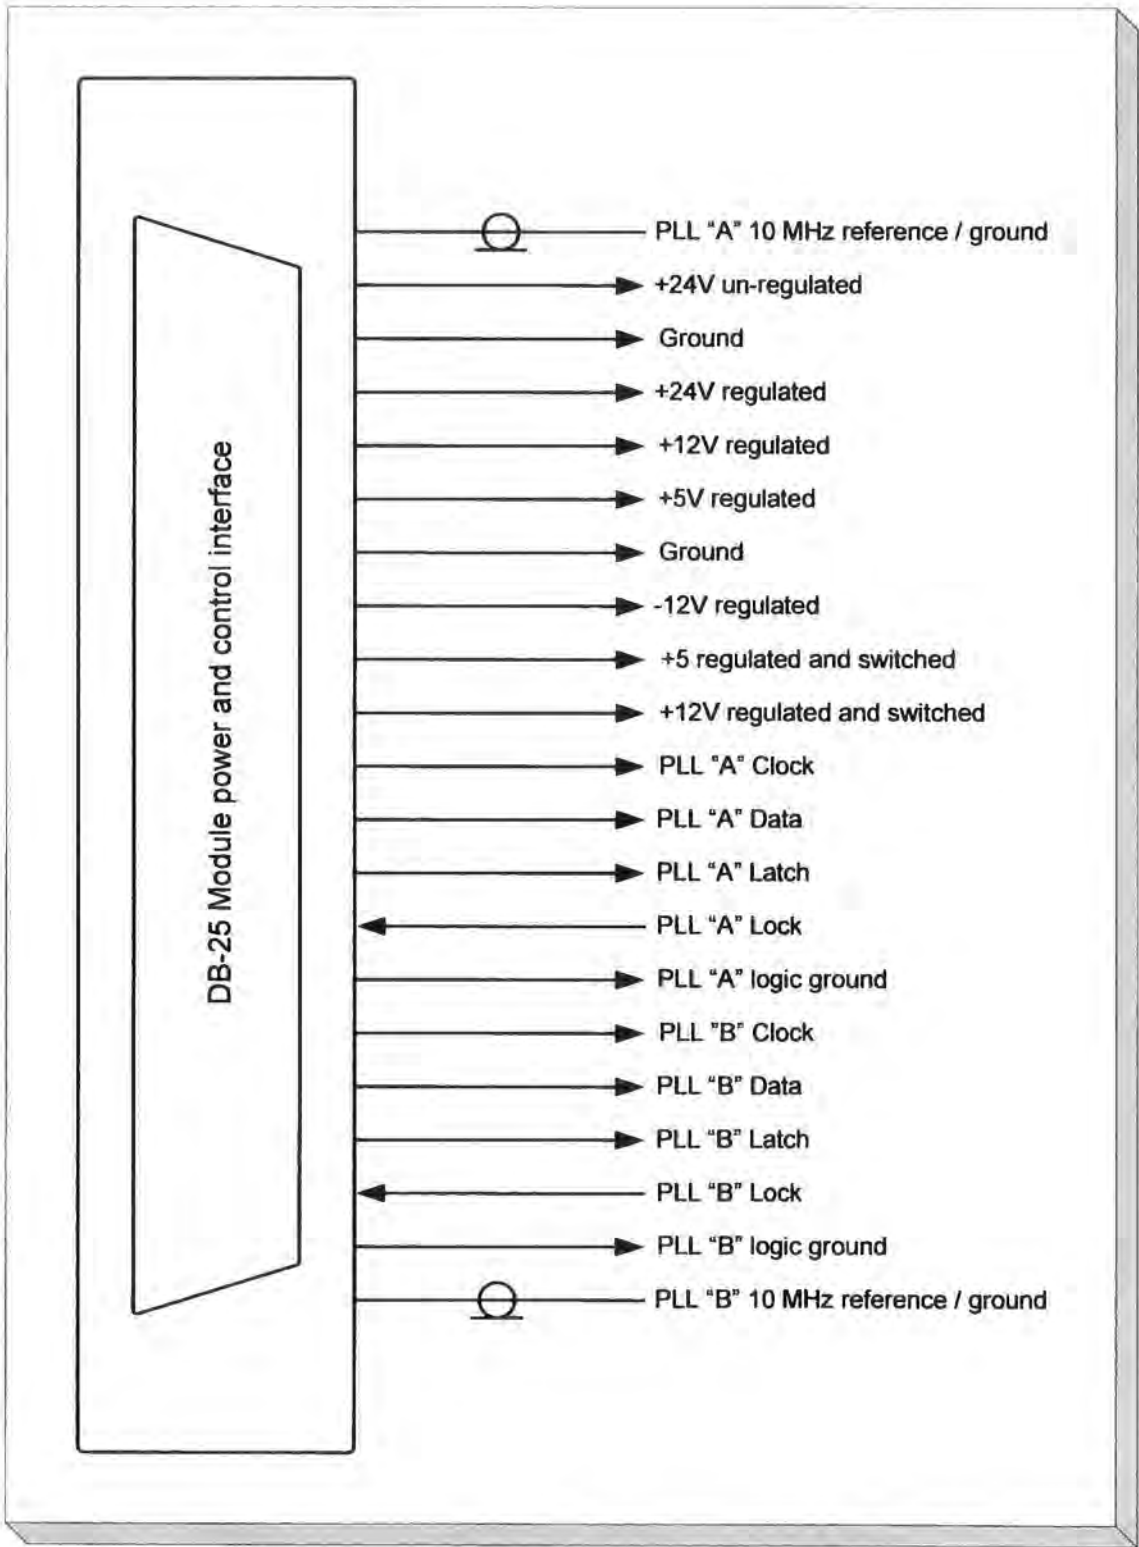 DB-25 Module power and control interface
PLL "A" 10 MHz reference / ground
+24V un-regulated
Ground
+24V regulated
+12V regulated
+5V regulated
Ground
-12V regulated
+5 regulated and switched
+12V regulated and switched
PLL "A" Clock
PLL "A" Data
PLL "A" Latch
PLL "A" Lock
PLL "A" logic ground
PLL "B" Clock
PLL "B" Data
PLL "B" Latch
PLL "B" Lock
PLL "B" logic ground
PLL "B" 10 MHz reference / ground